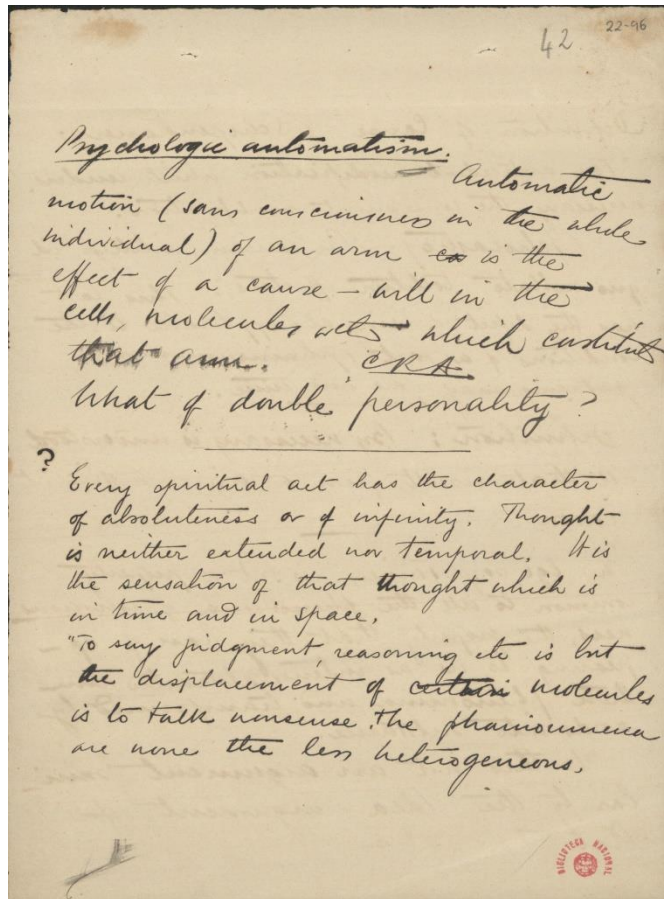 42
22-96
Psychologic automatism.
Automatic
motion (sans consciousness in the whole
individual) of an arm is the
effect of a cause — will in the
cells, molecules etc which constitute
that arm. CRA
What of double personality?
?
Every spiritual act has the character
of absoluteness or of infinity. Thought
is neither extended nor temporal. It is
the sensation of that thought which is
in time and in space.
"To say judgment, reasoning etc is but
the displacement of certain molecules
is to talk nonsense. The phainoumena
are none the less heterogeneous.
BIBLIOTECA NACIONAL